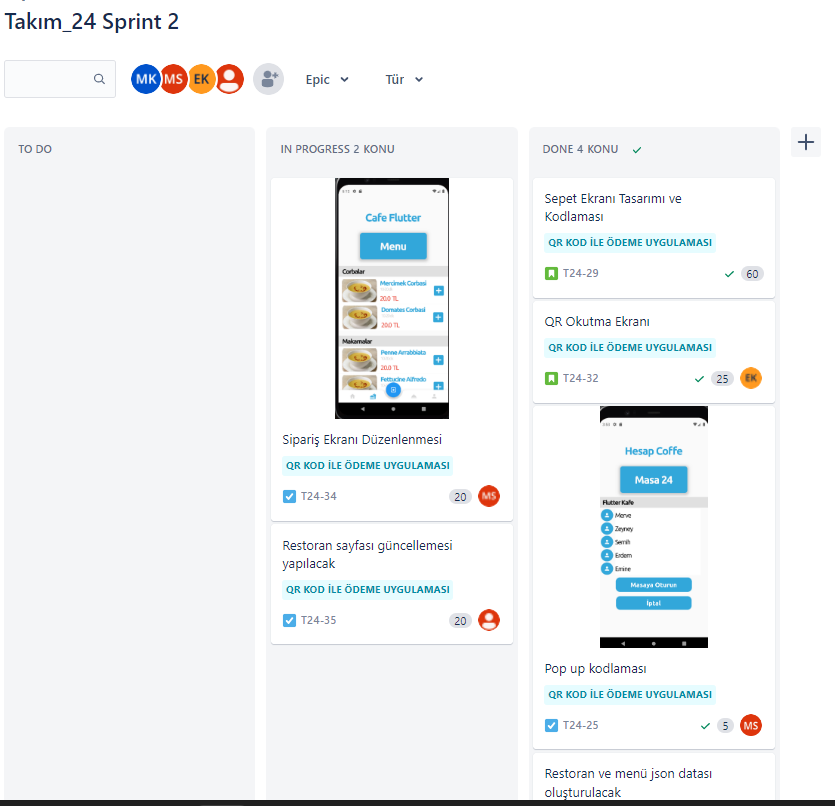 Takım_24 Sprint 2
MK MS EK
Epic
Tür
TO DO
IN PROGRESS 2 KONU
Cafe Flutter
Menu
Corbalar
Mercimek Corbasi
20.0 TL
Domates Corbasi
20.0 TL
Makarnalar
Penne Arrabbiata
20.0 TL
Fettucine Alfredo
Sipariş Ekranı Düzenlenmesi
QR KOD İLE ÖDEME UYGULAMASI
T24-34 20 MS
Restoran sayfası güncellemesi
yapılacak
QR KOD İLE ÖDEME UYGULAMASI
T24-35 20
DONE 4 KONU
Sepet Ekranı Tasarımı ve
Kodlaması
QR KOD İLE ÖDEME UYGULAMASI
T24-29 60
QR Okutma Ekranı
QR KOD İLE ÖDEME UYGULAMASI
T24-32 25 EK
Hesap Coffe
Masa 24
Flutter Kafe
Merve
Zeyney
Semih
Erdem
Emine
Masaya Oturun
İptal
Pop up kodlaması
QR KOD İLE ÖDEME UYGULAMASI
T24-25 5 MS
Restoran ve menü json datası
oluşturulacak